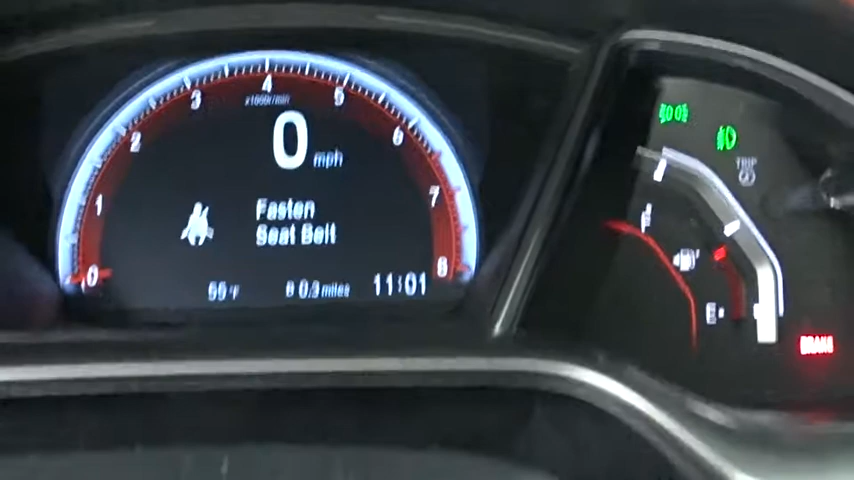 0 1 2 3 4 5 6 7 8
x1000r/min
0 mph
Fasten
Seat Belt
B 0.3 miles
11:01
TRIP
F
E
BRAKE